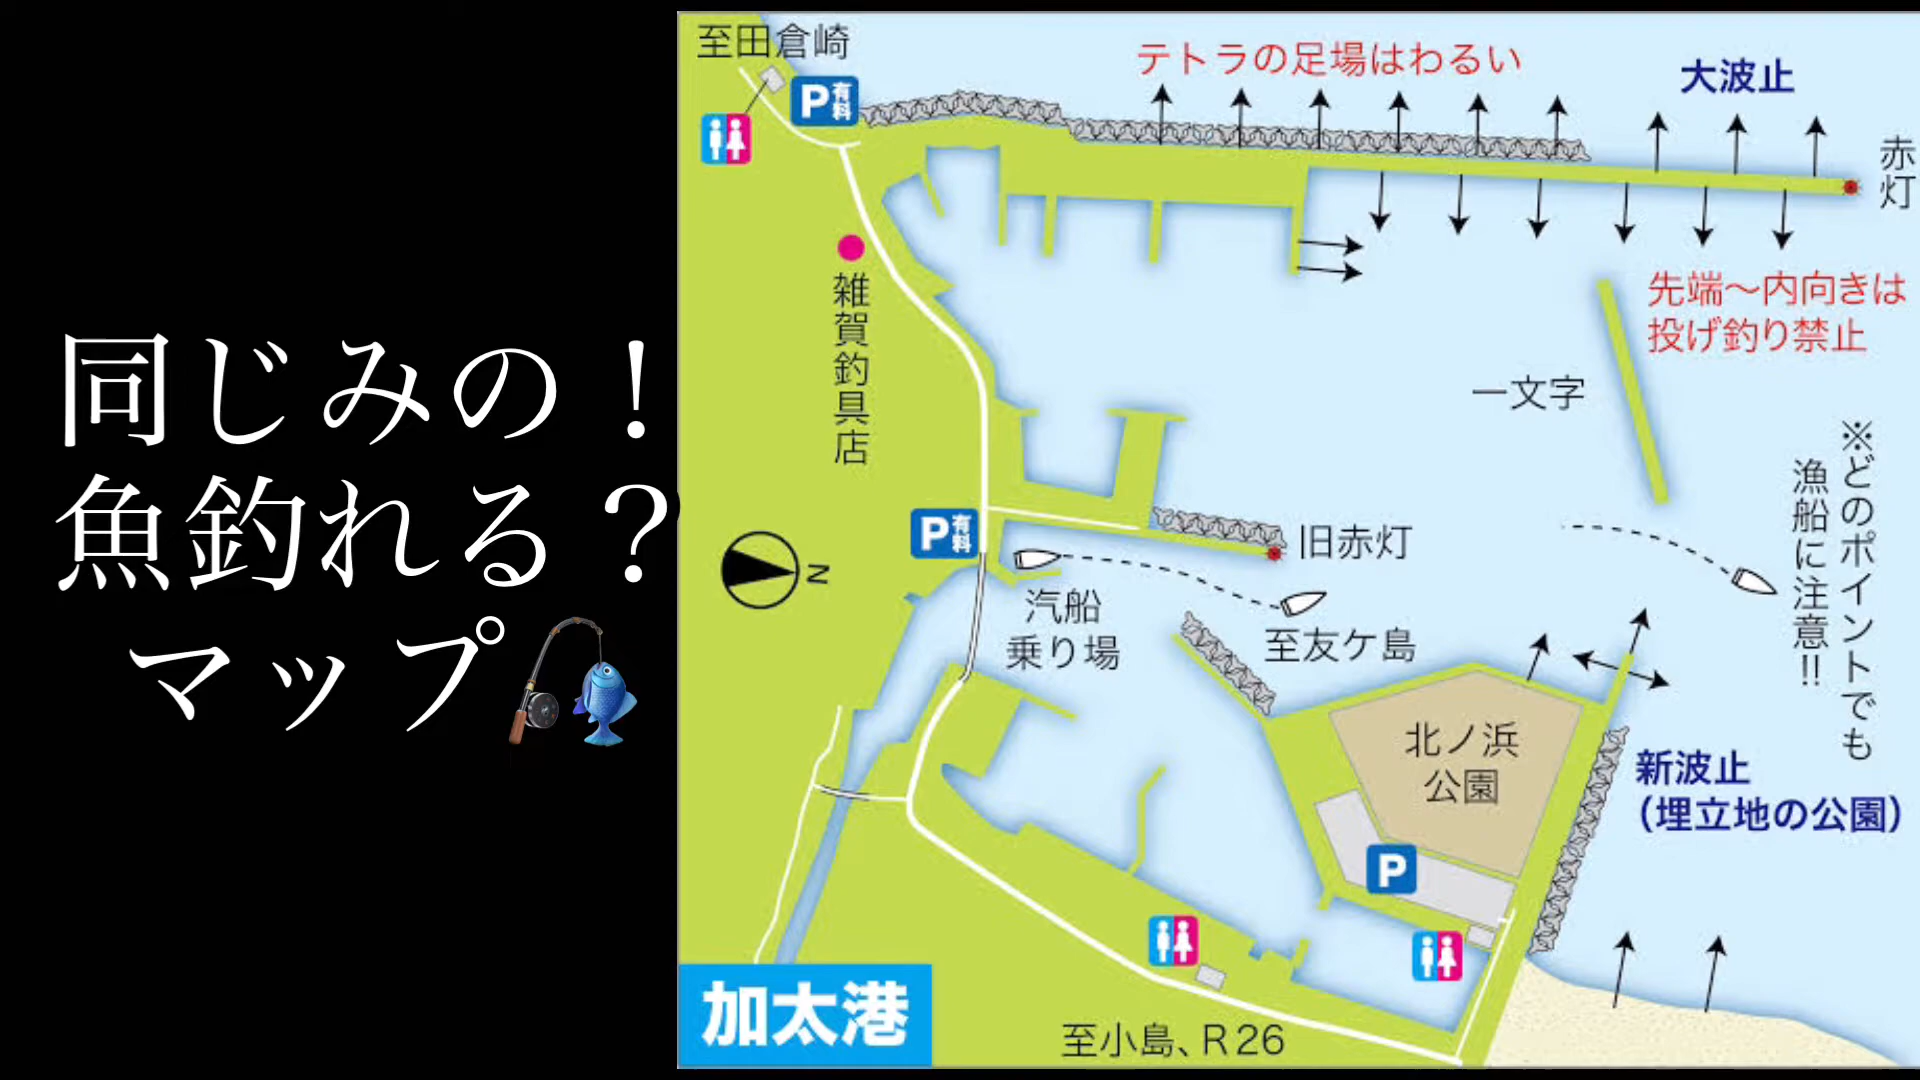 同じみの！
魚釣れる？
マップ
至田倉崎
P有料
テトラの足場はわるい
大波止
赤灯
雑賀釣具店
先端～内向きは
投げ釣り禁止
一文字
※どのポイントでも
漁船に注意!!
P有料
旧赤灯
N
汽船
乗り場
至友ケ島
北ノ浜
公園
新波止
（埋立地の公園）
P
加太港
至小島、R26